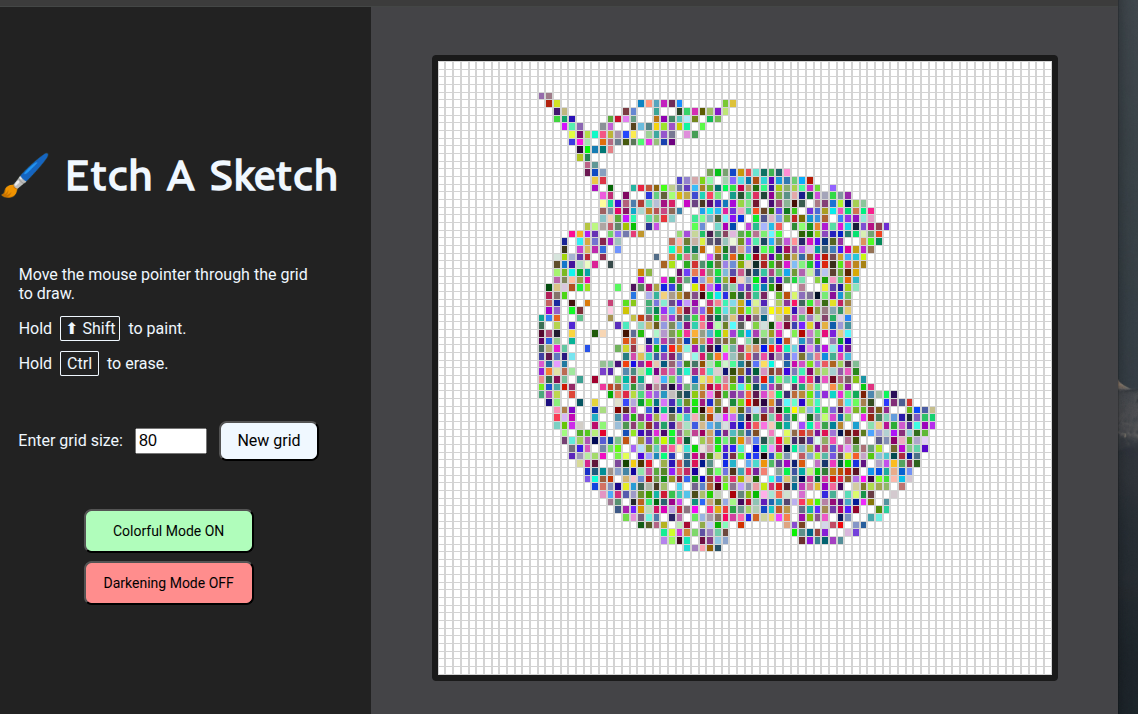 Etch A Sketch
Move the mouse pointer through the grid
to draw.
Hold ⬆ Shift to paint.
Hold Ctrl to erase.
Enter grid size: 80 New grid
Colorful Mode ON
Darkening Mode OFF